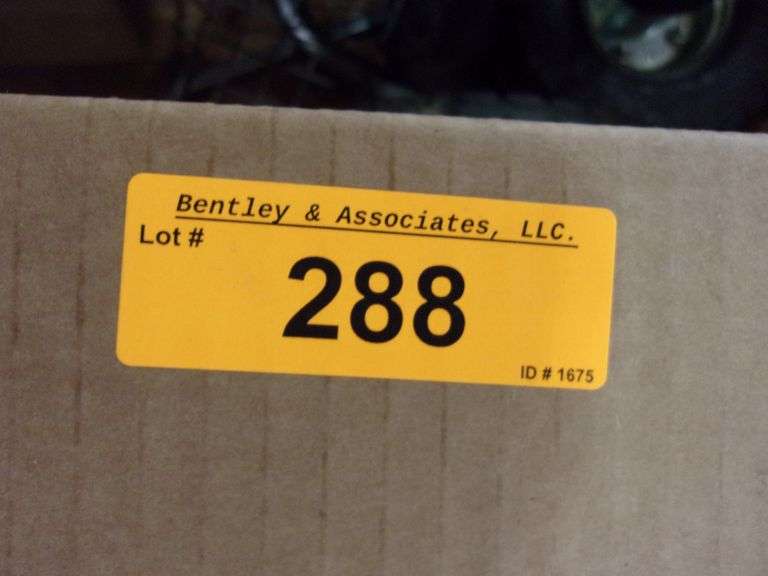 Bentley & Associates, LLC.
Lot #
288
ID # 1675